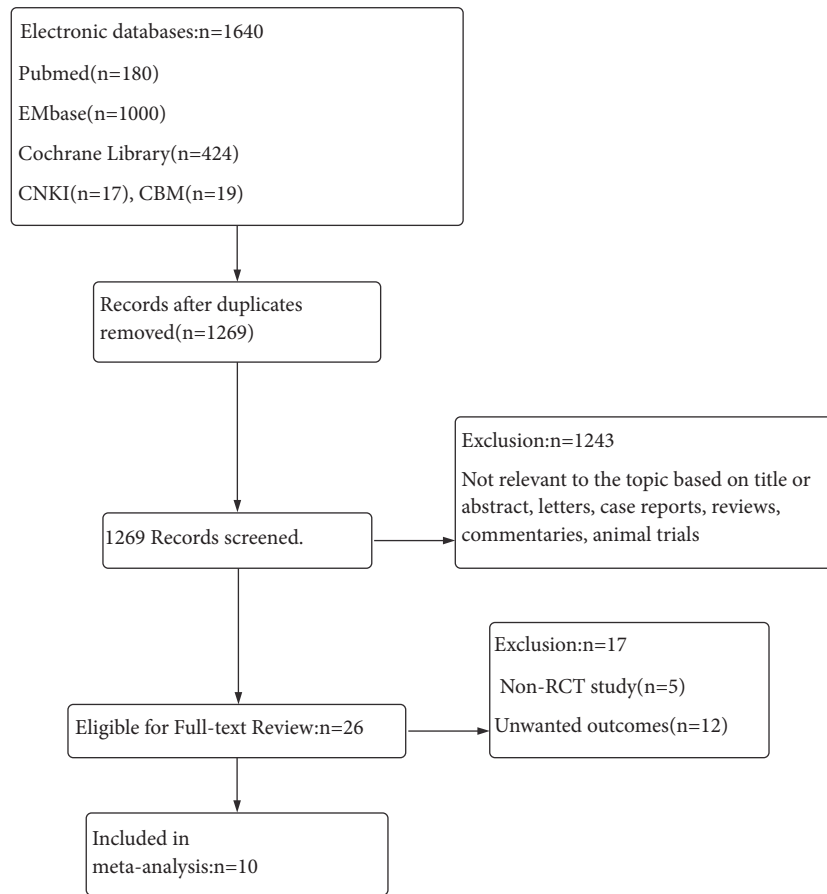 Electronic databases:n=1640
Pubmed(n=180)
EMbase(n=1000)
Cochrane Library(n=424)
CNKI(n=17), CBM(n=19)
Records after duplicates
removed(n=1269)
Exclusion:n=1243
Not relevant to the topic based on title or
abstract, letters, case reports, reviews,
commentaries, animal trials
1269 Records screened.
Exclusion:n=17
Non-RCT study(n=5)
Unwanted outcomes(n=12)
Eligible for Full-text Review:n=26
Included in
meta-analysis:n=10